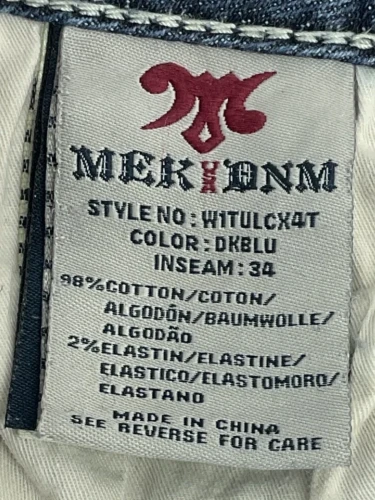 MEK USA DNM
STYLE NO: W1TULCX4T
COLOR: DKBLU
INSEAM: 34
98%COTTON/COTON/
ALGODÓN/BAUMWOLLE/
ALGODÃO
2%ELASTIN/ELASTINE/
ELASTICO/ELASTOMORO/
ELASTANO
MADE IN CHINA
SEE REVERSE FOR CARE